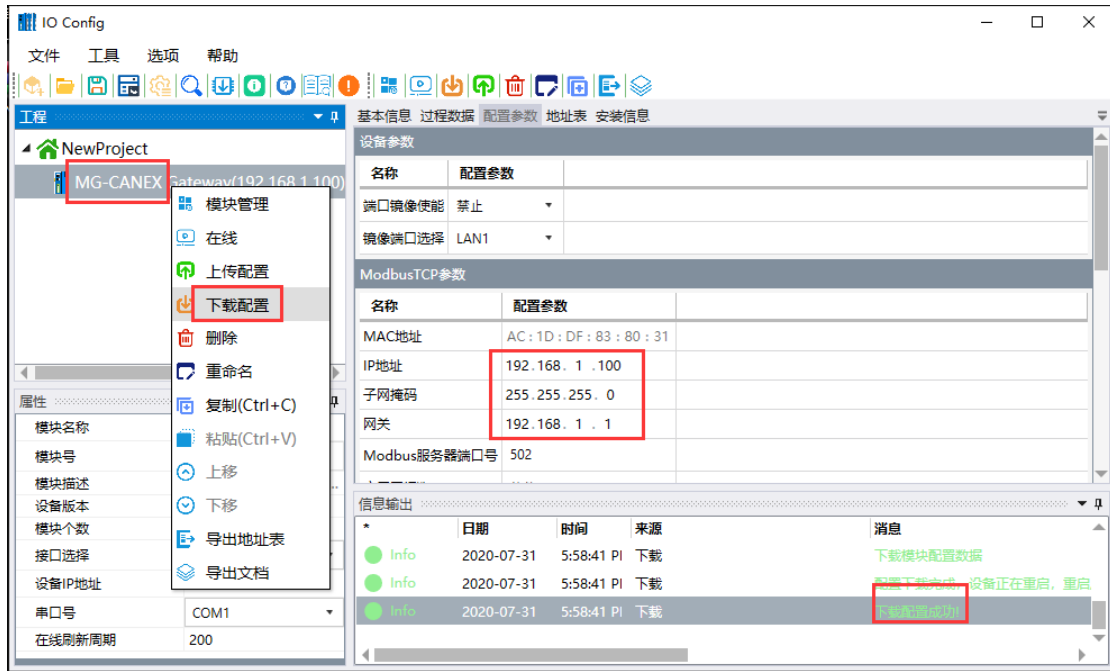 IO Config
文件 工具 选项 帮助
工程
NewProject
MG-CANEX Gateway(192.168.1.100)
模块管理
在线
上传配置
下载配置
删除
重命名
复制(Ctrl+C)
粘贴(Ctrl+V)
上移
下移
导出地址表
导出文档
属性
模块名称
模块号
模块描述
设备版本
模块个数
接口选择
设备IP地址
串口号 COM1
在线刷新周期 200
基本信息 过程数据 配置参数 地址表 安装信息
设备参数
名称 配置参数
端口镜像使能 禁止
镜像端口选择 LAN1
ModbusTCP参数
名称 配置参数
MAC地址 AC : 1D : DF : 83 : 80 : 31
IP地址 192.168. 1 .100
子网掩码 255.255.255. 0
网关 192.168. 1 . 1
Modbus服务器端口号 502
信息输出
* 日期 时间 来源 消息
Info 2020-07-31 5:58:41 PI 下载 下载模块配置数据
Info 2020-07-31 5:58:41 PI 下载 配置下载完成，设备正在重启，重启
Info 2020-07-31 5:58:41 PI 下载 下载配置成功!